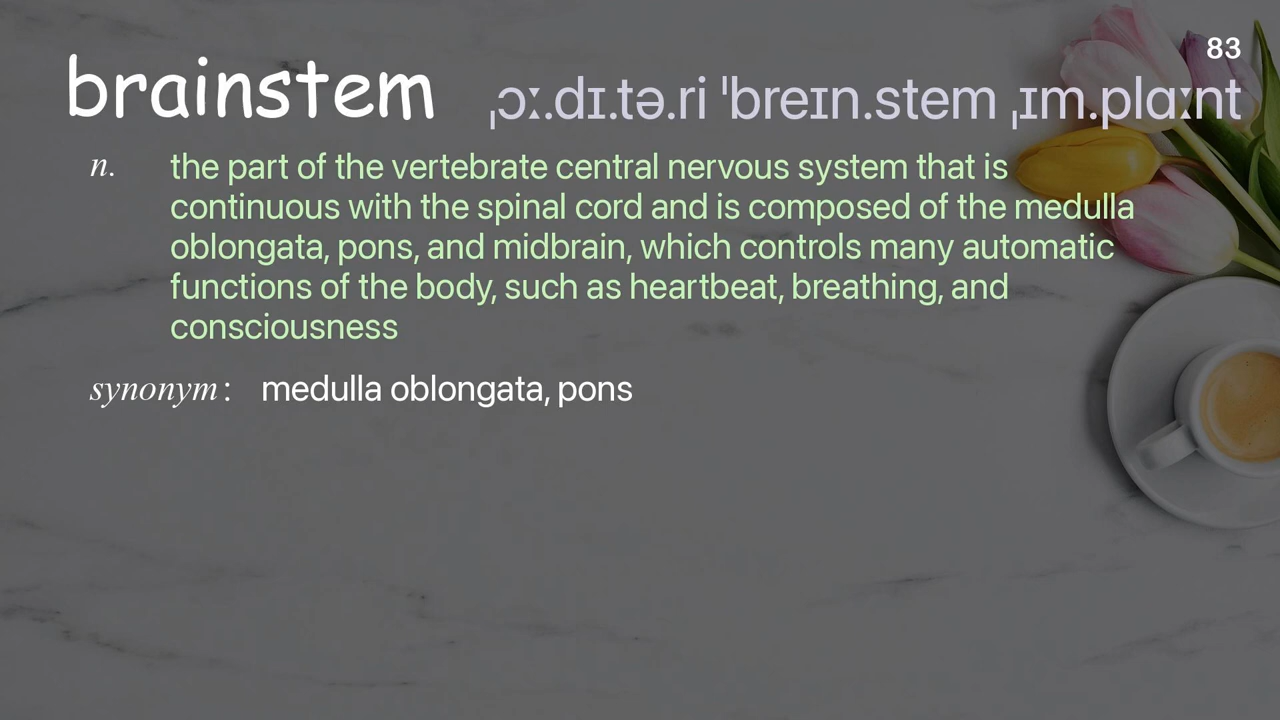 83
brainstem ˌɔː.dɪ.tə.ri ˈbreɪn.stem ˌɪm.plɑːnt
n. the part of the vertebrate central nervous system that is
continuous with the spinal cord and is composed of the medulla
oblongata, pons, and midbrain, which controls many automatic
functions of the body, such as heartbeat, breathing, and
consciousness
synonym: medulla oblongata, pons